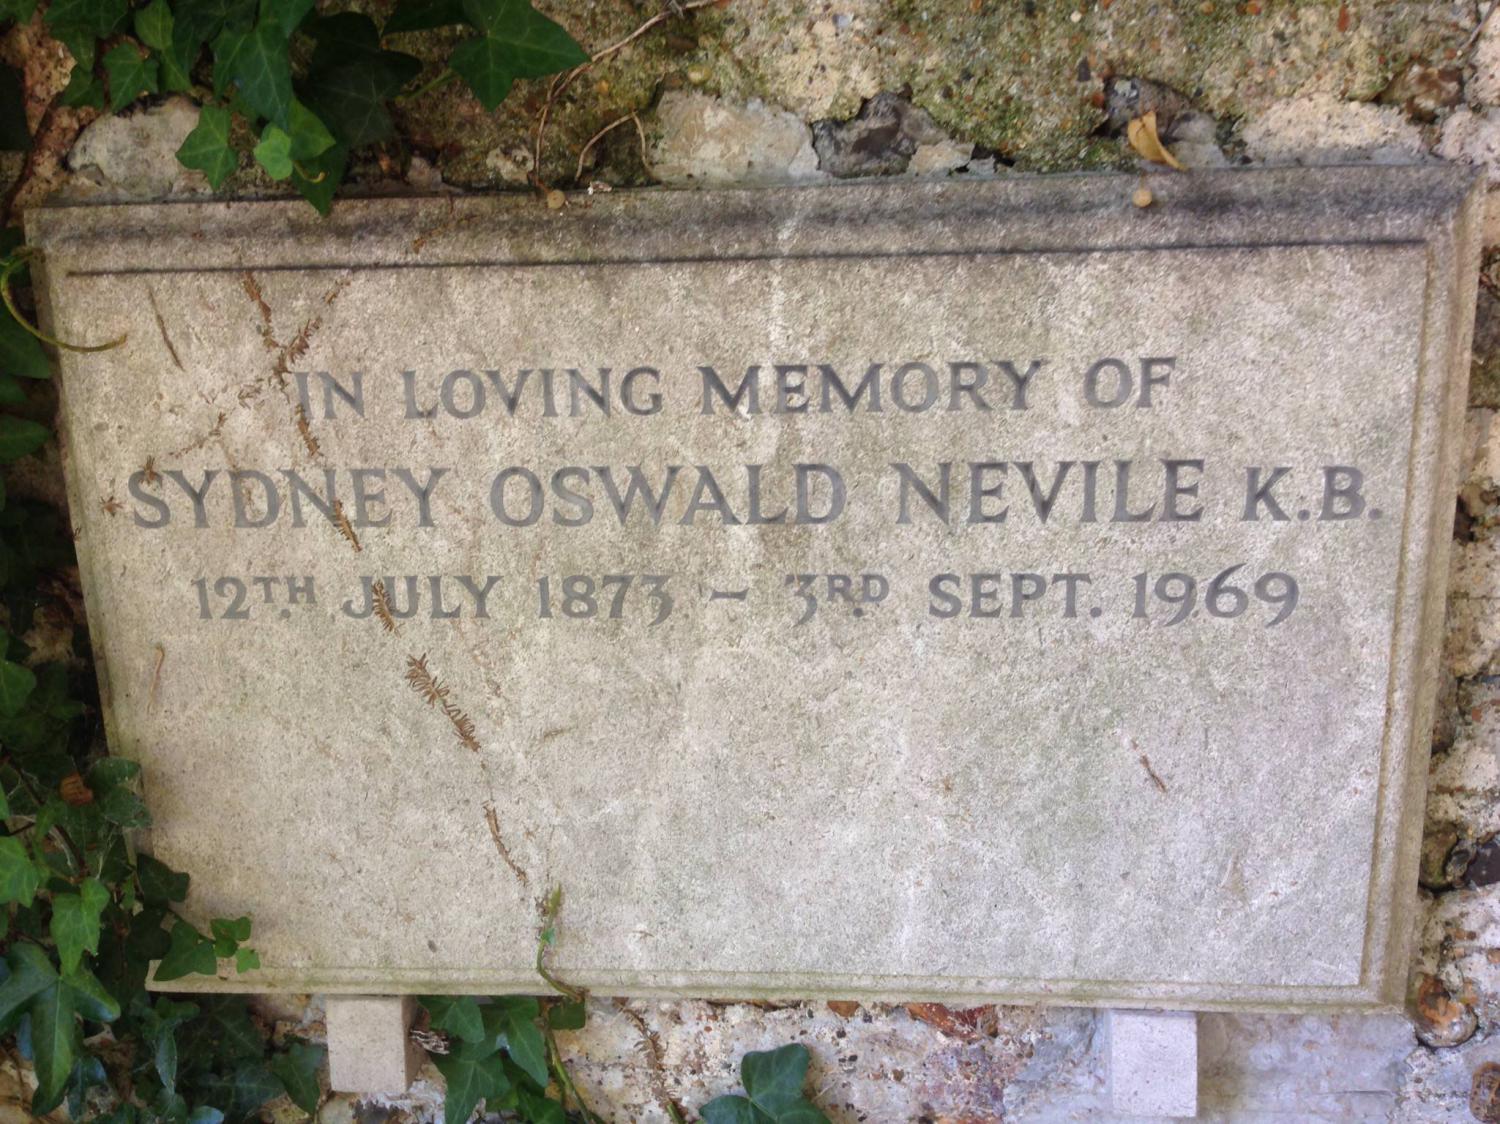 IN LOVING MEMORY OF
SYDNEY OSWALD NEVILE K.B.
12TH JULY 1873 – 3RD SEPT. 1969